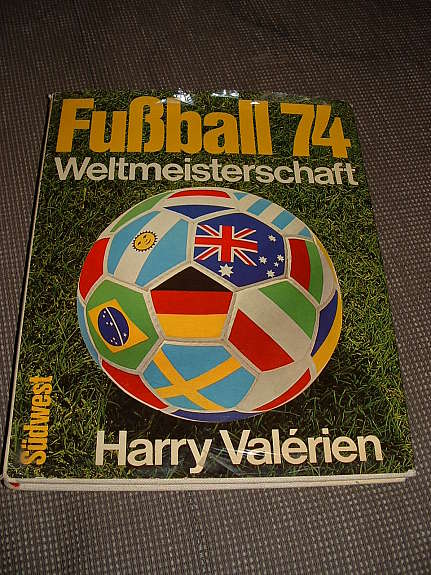 Fußball 74
Weltmeisterschaft
Südwest
Harry Valérien